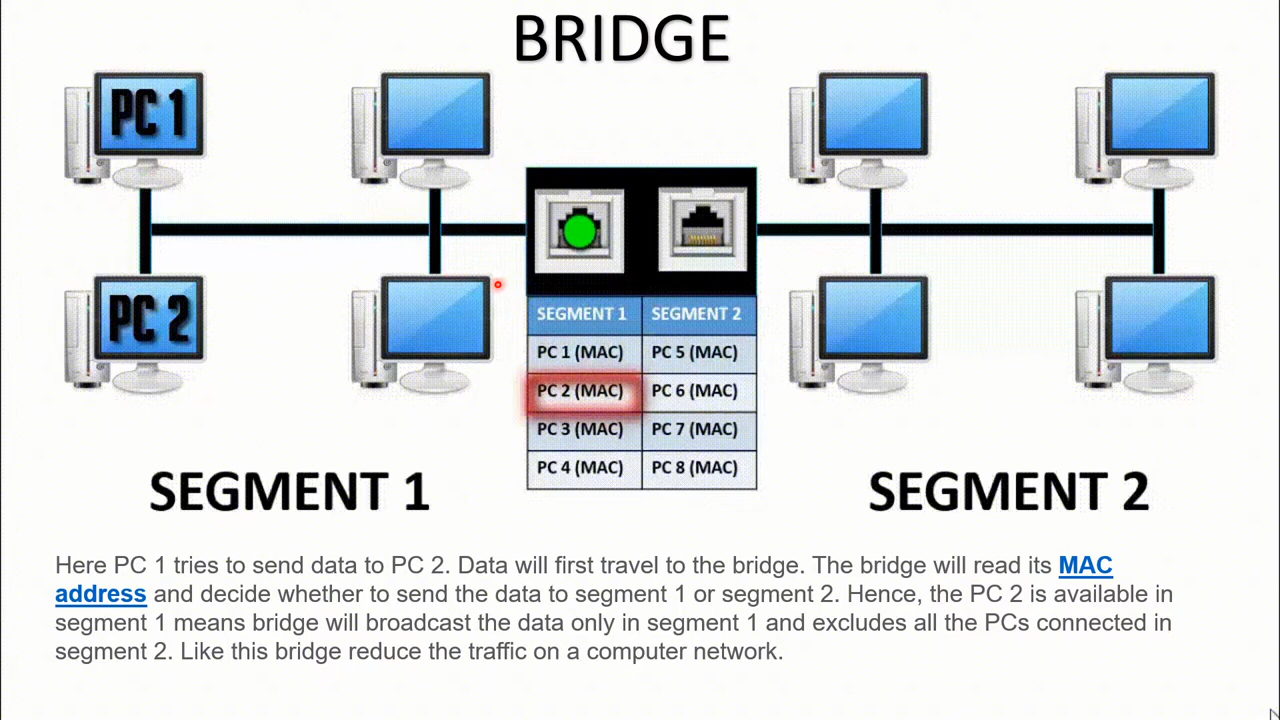 BRIDGE
PC 1
PC 2
SEGMENT 1 SEGMENT 2
PC 1 (MAC) PC 5 (MAC)
PC 2 (MAC) PC 6 (MAC)
PC 3 (MAC) PC 7 (MAC)
PC 4 (MAC) PC 8 (MAC)
SEGMENT 1 SEGMENT 2
Here PC 1 tries to send data to PC 2. Data will first travel to the bridge. The bridge will read its MAC
address and decide whether to send the data to segment 1 or segment 2. Hence, the PC 2 is available in
segment 1 means bridge will broadcast the data only in segment 1 and excludes all the PCs connected in
segment 2. Like this bridge reduce the traffic on a computer network.